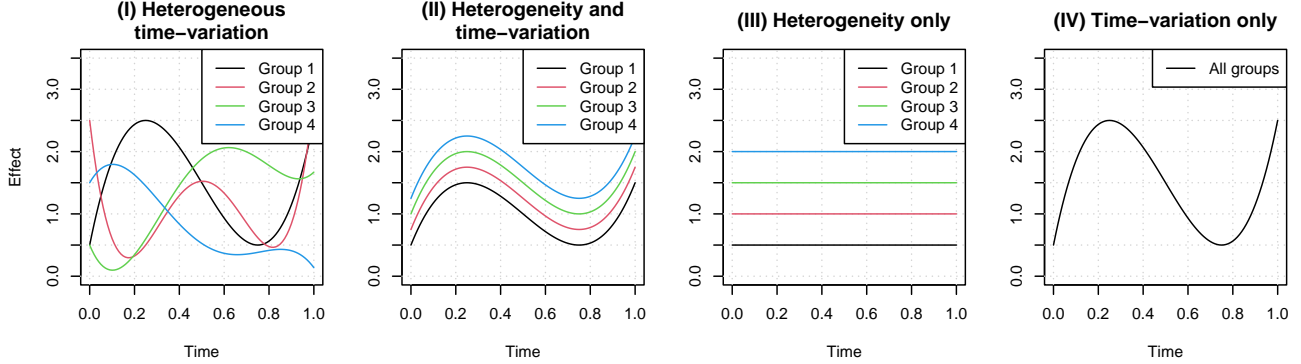 (I) Heterogeneous
time−variation
Effect
3.0
2.0
1.0
0.0
Group 1
Group 2
Group 3
Group 4
0.0 0.2 0.4 0.6 0.8 1.0
Time
(II) Heterogeneity and
time−variation
3.0
2.0
1.0
0.0
Group 1
Group 2
Group 3
Group 4
0.0 0.2 0.4 0.6 0.8 1.0
Time
(III) Heterogeneity only
3.0
2.0
1.0
0.0
Group 1
Group 2
Group 3
Group 4
0.0 0.2 0.4 0.6 0.8 1.0
Time
(IV) Time−variation only
3.0
2.0
1.0
0.0
All groups
0.0 0.2 0.4 0.6 0.8 1.0
Time